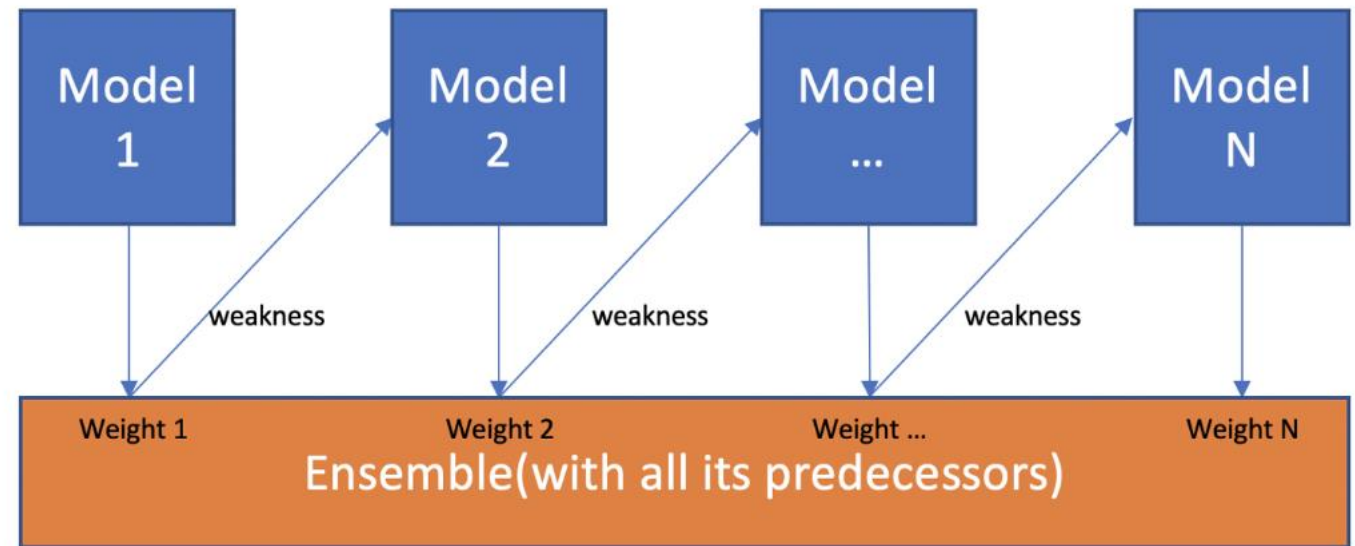 Model
1
Model
2
Model
...
Model
N
weakness
weakness
weakness
Weight 1
Weight 2
Weight ...
Weight N
Ensemble(with all its predecessors)